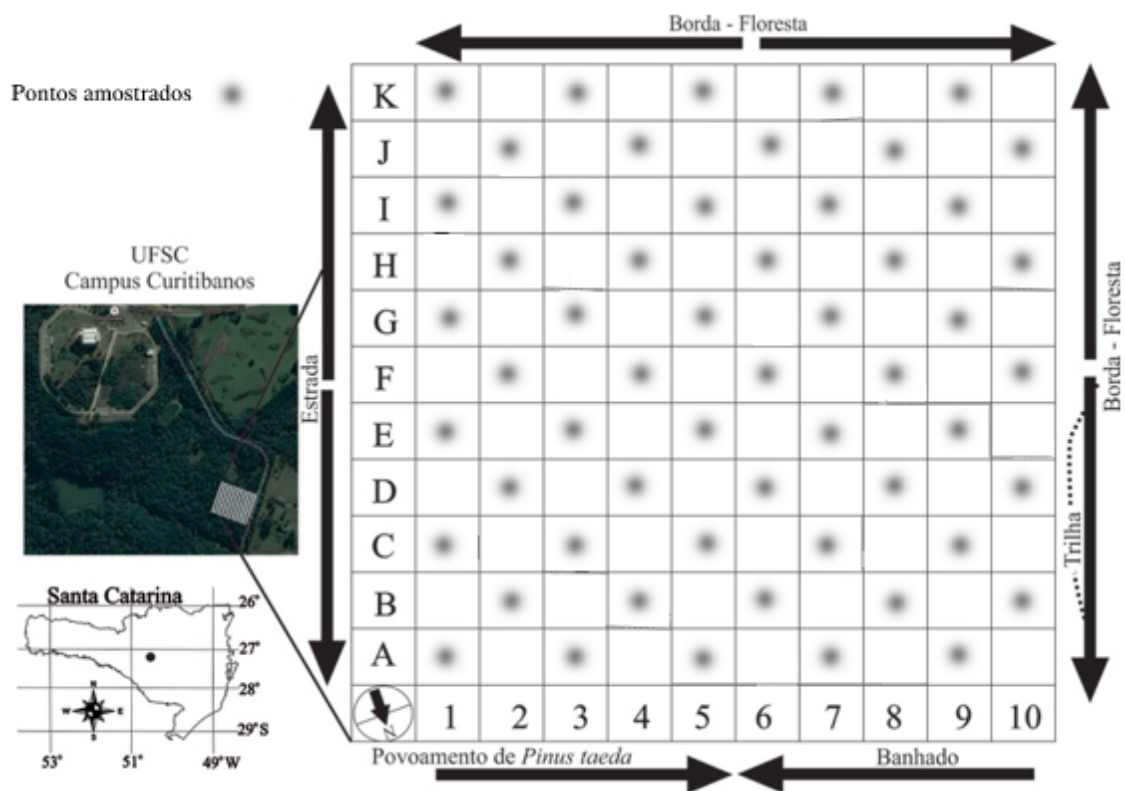 Borda - Floresta
Pontos amostrados
K
J
I
H
G
F
E
D
C
B
A
Estrada
Borda - Floresta
Trilha
UFSC
Campus Curitibanos
Santa Catarina
26°
27°
28°
29°S
53°
51°
49°W
N
W
E
S
N
1 2 3 4 5 6 7 8 9 10
Povoamento de Pinus taeda
Banhado